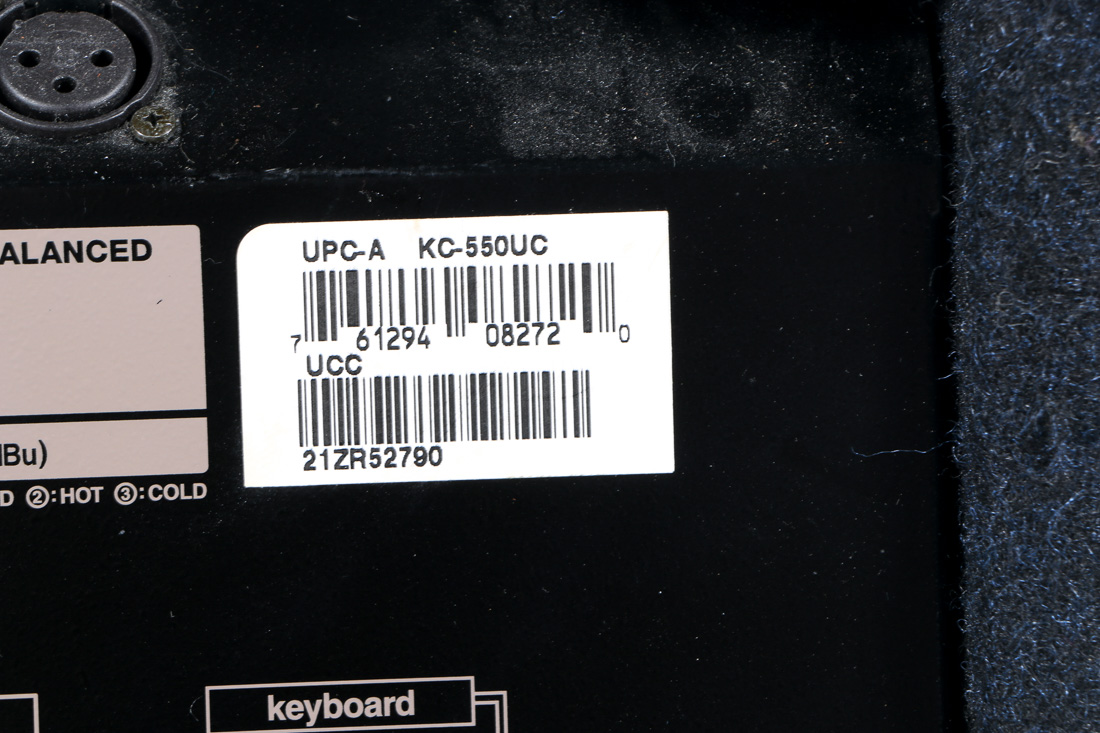 ALANCED
Bu)
D ②:HOT ③:COLD
UPC-A KC-550UC
7 61294 08272 0
UCC
21ZR52790
keyboard